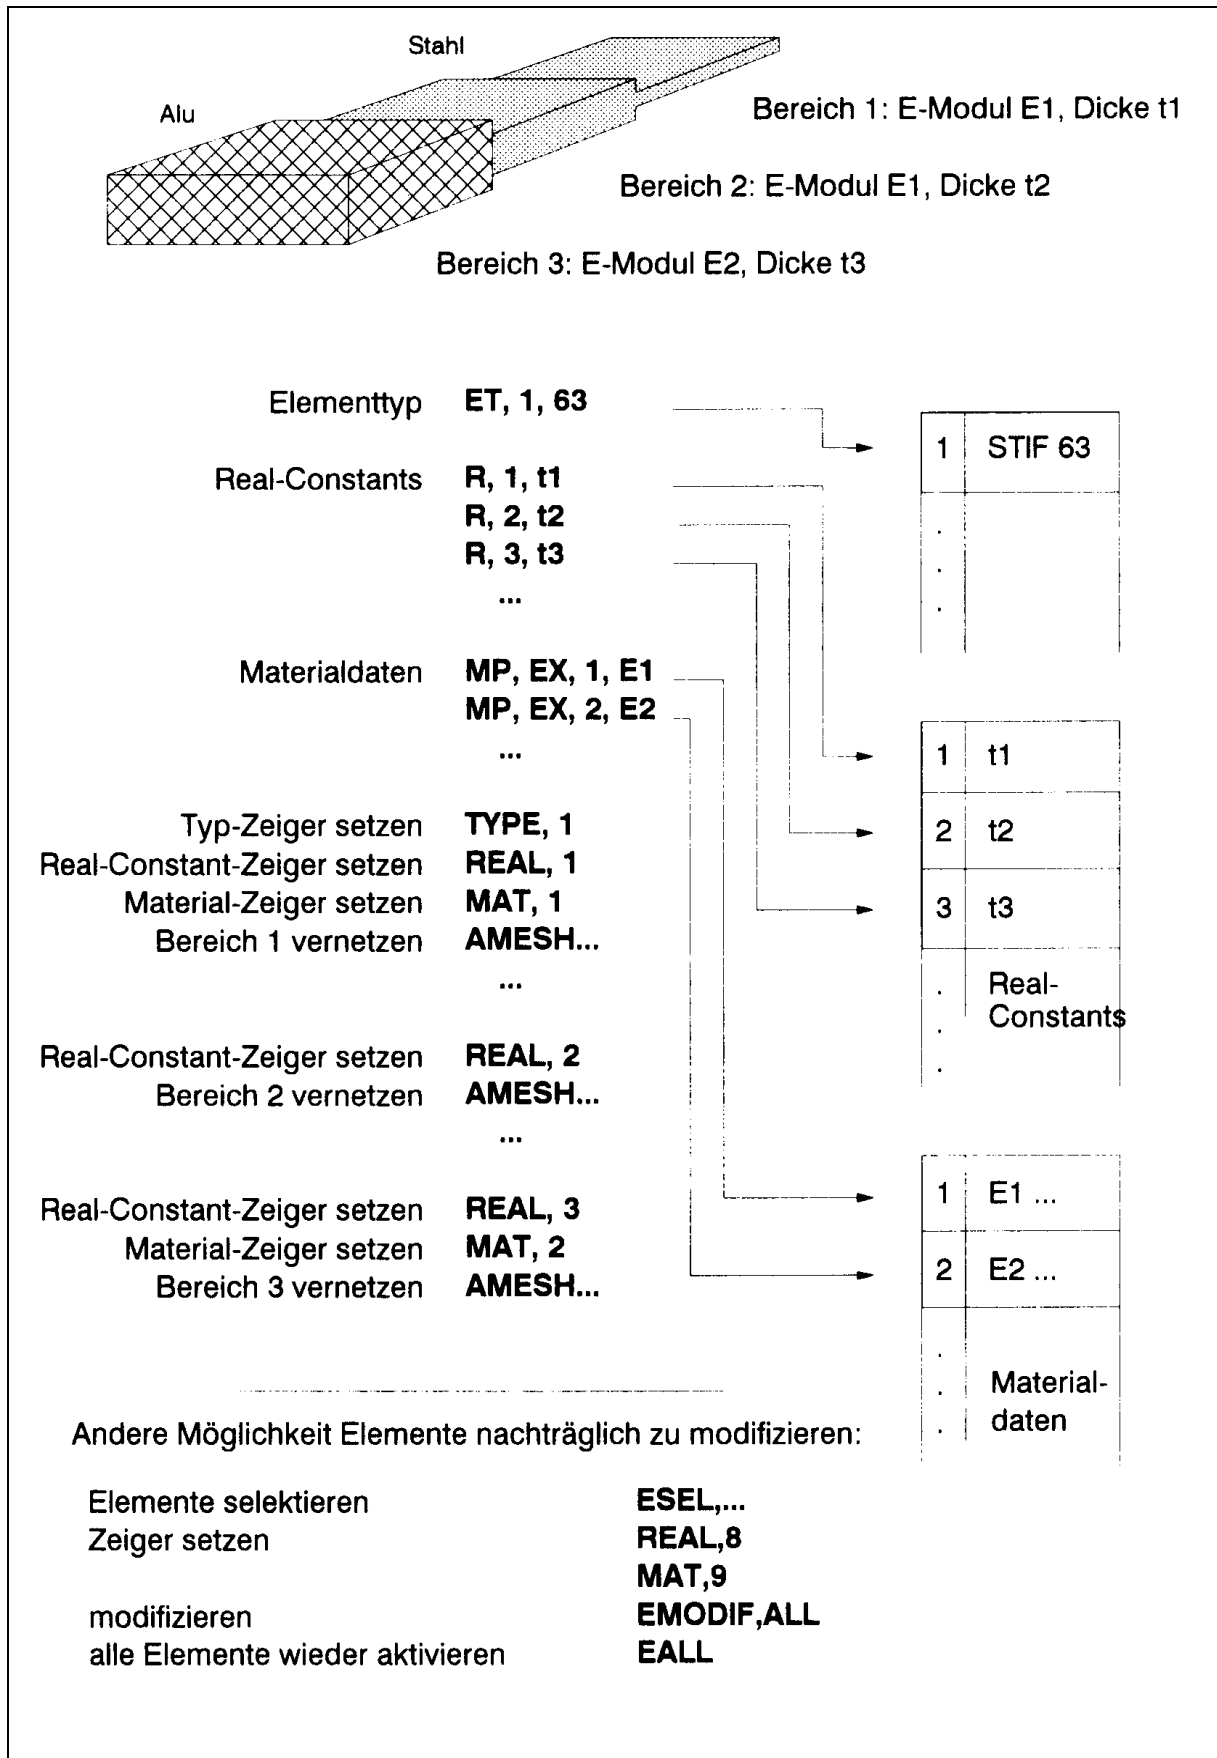 Stahl
Alu
Bereich 1: E-Modul E1, Dicke t1
Bereich 2: E-Modul E1, Dicke t2
Bereich 3: E-Modul E2, Dicke t3
Elementtyp ET, 1, 63
1 STIF 63
Real-Constants R, 1, t1
R, 2, t2
R, 3, t3
...
.
.
.
Materialdaten MP, EX, 1, E1
MP, EX, 2, E2
...
1 t1
2 t2
3 t3
. Real-
Constants
.
.
Typ-Zeiger setzen TYPE, 1
Real-Constant-Zeiger setzen REAL, 1
Material-Zeiger setzen MAT, 1
Bereich 1 vernetzen AMESH...
...
Real-Constant-Zeiger setzen REAL, 2
Bereich 2 vernetzen AMESH...
...
Real-Constant-Zeiger setzen REAL, 3
Material-Zeiger setzen MAT, 2
Bereich 3 vernetzen AMESH...
1 E1 ...
2 E2 ...
.
. Material-
. daten
Andere Möglichkeit Elemente nachträglich zu modifizieren:
Elemente selektieren ESEL,...
Zeiger setzen REAL,8
MAT,9
modifizieren EMODIF,ALL
alle Elemente wieder aktivieren EALL